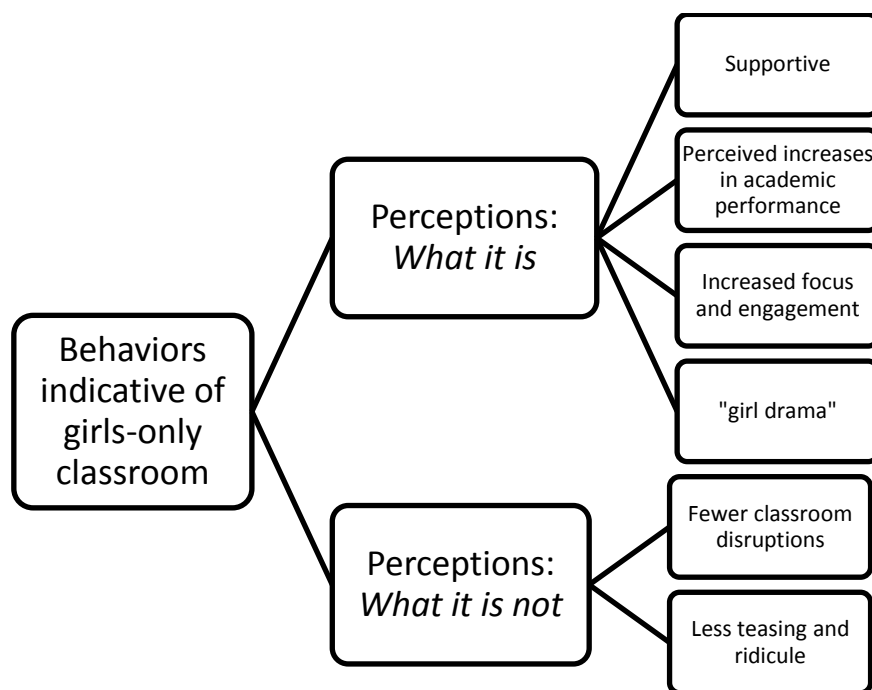 Behaviors
indicative of
girls-only
classroom
Perceptions:
What it is
Supportive
Perceived increases
in academic
performance
Increased focus
and engagement
"girl drama"
Perceptions:
What it is not
Fewer classroom
disruptions
Less teasing and
ridicule